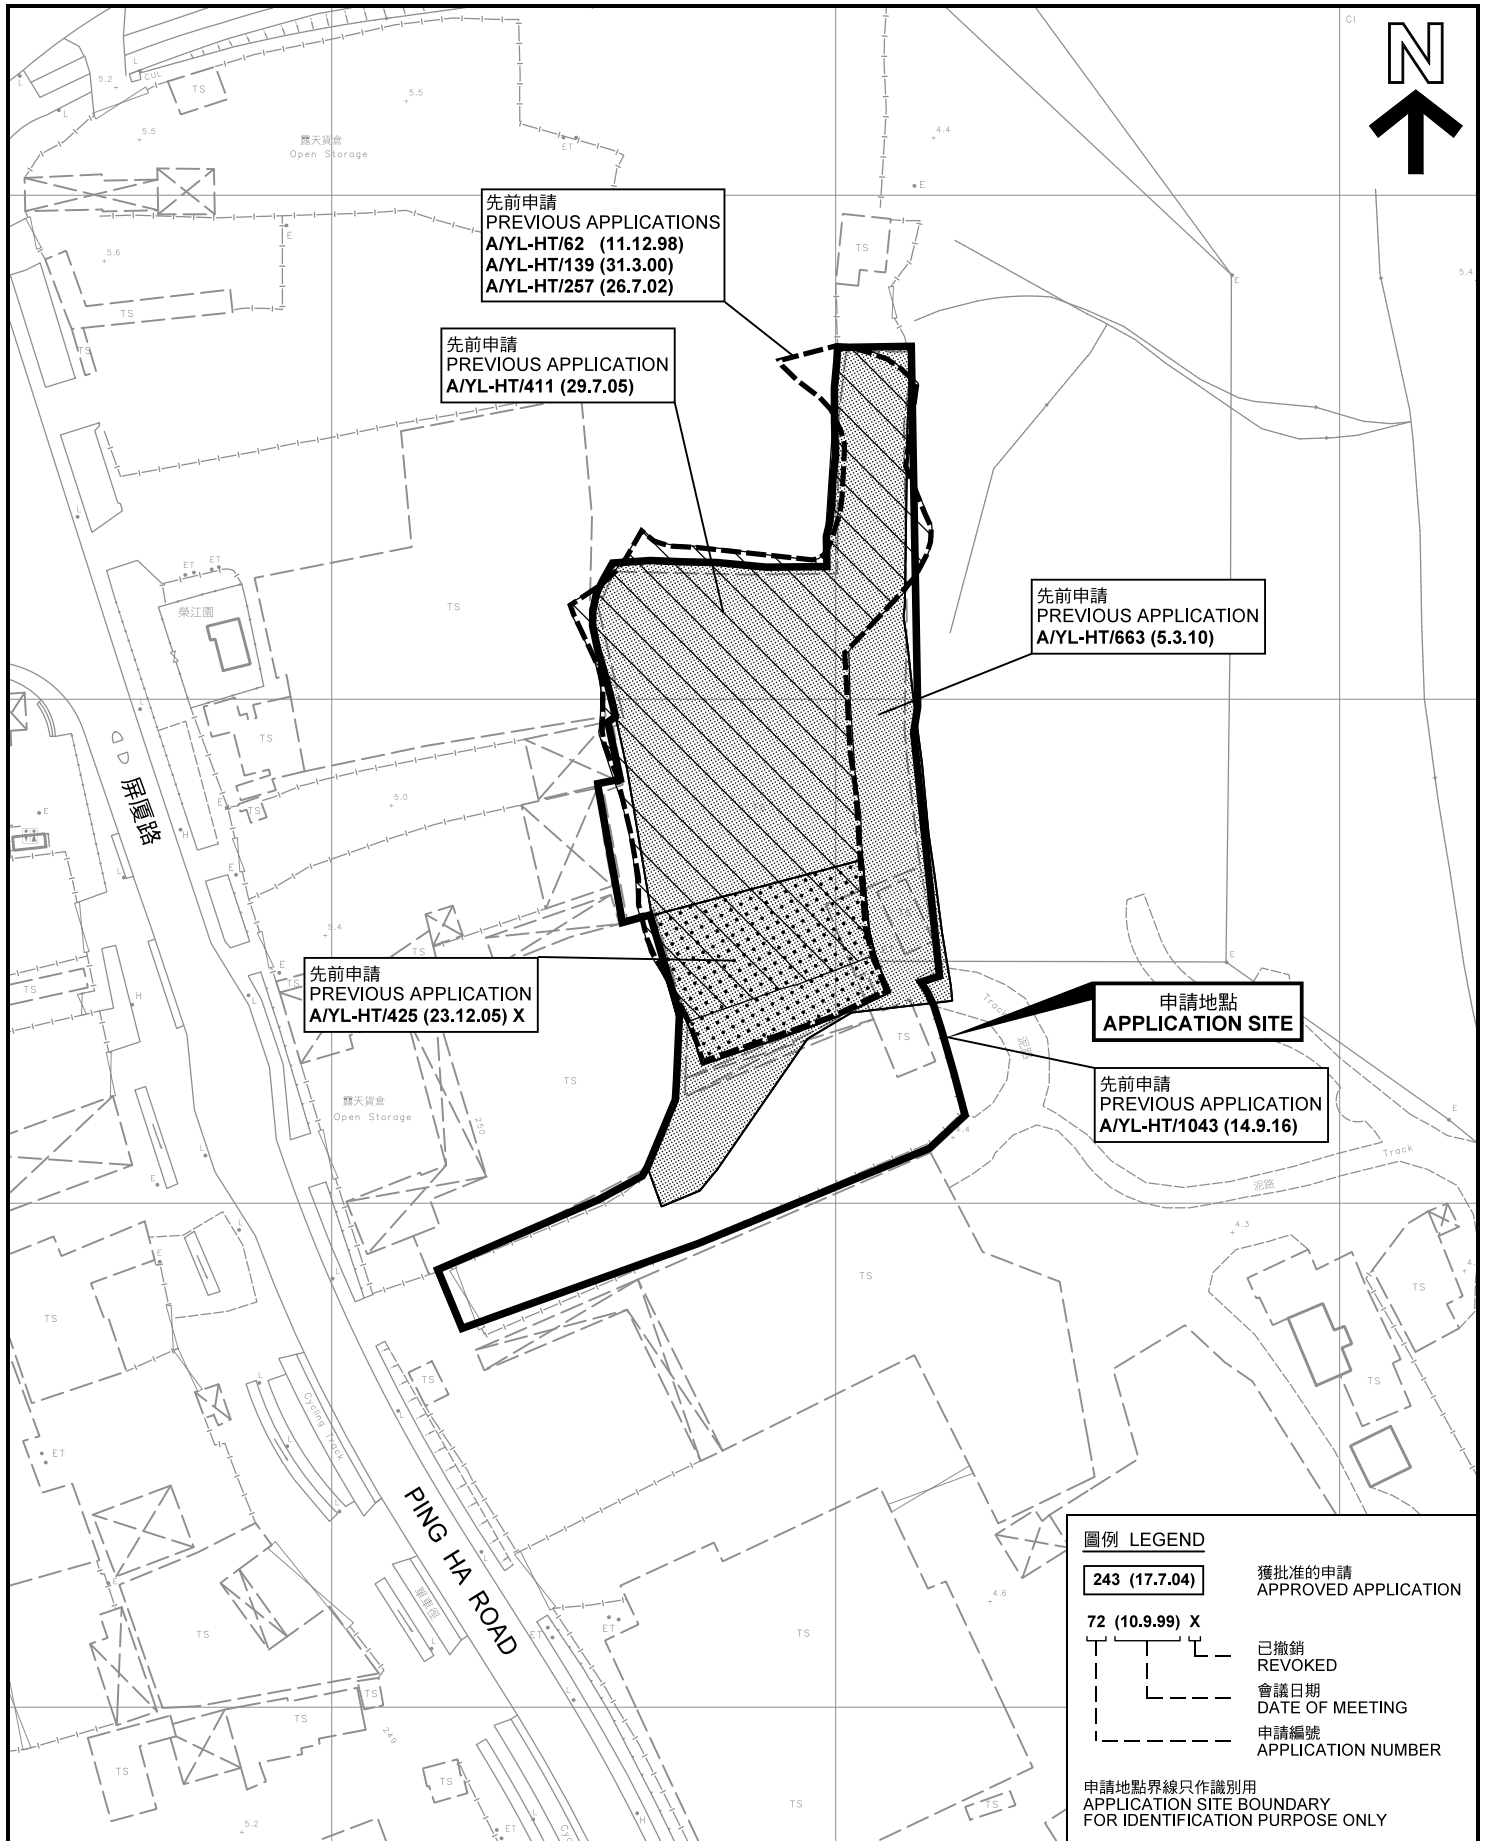 N
CUL
TS
露天貨倉
Open Storage
先前申請
PREVIOUS APPLICATIONS
A/YL-HT/62 (11.12.98)
A/YL-HT/139 (31.3.00)
A/YL-HT/257 (26.7.02)
先前申請
PREVIOUS APPLICATION
A/YL-HT/411 (29.7.05)
先前申請
PREVIOUS APPLICATION
A/YL-HT/663 (5.3.10)
榮江園
屏廈路
先前申請
PREVIOUS APPLICATION
A/YL-HT/425 (23.12.05) X
申請地點
APPLICATION SITE
先前申請
PREVIOUS APPLICATION
A/YL-HT/1043 (14.9.16)
露天貨倉
Open Storage
250
Track
泥路
Track
泥路
Cycling Track
單車徑
PING HA ROAD
249
圖例 LEGEND
243 (17.7.04)
獲批准的申請
APPROVED APPLICATION
72 (10.9.99) X
已撤銷
REVOKED
會議日期
DATE OF MEETING
申請編號
APPLICATION NUMBER
申請地點界線只作識別用
APPLICATION SITE BOUNDARY
FOR IDENTIFICATION PURPOSE ONLY